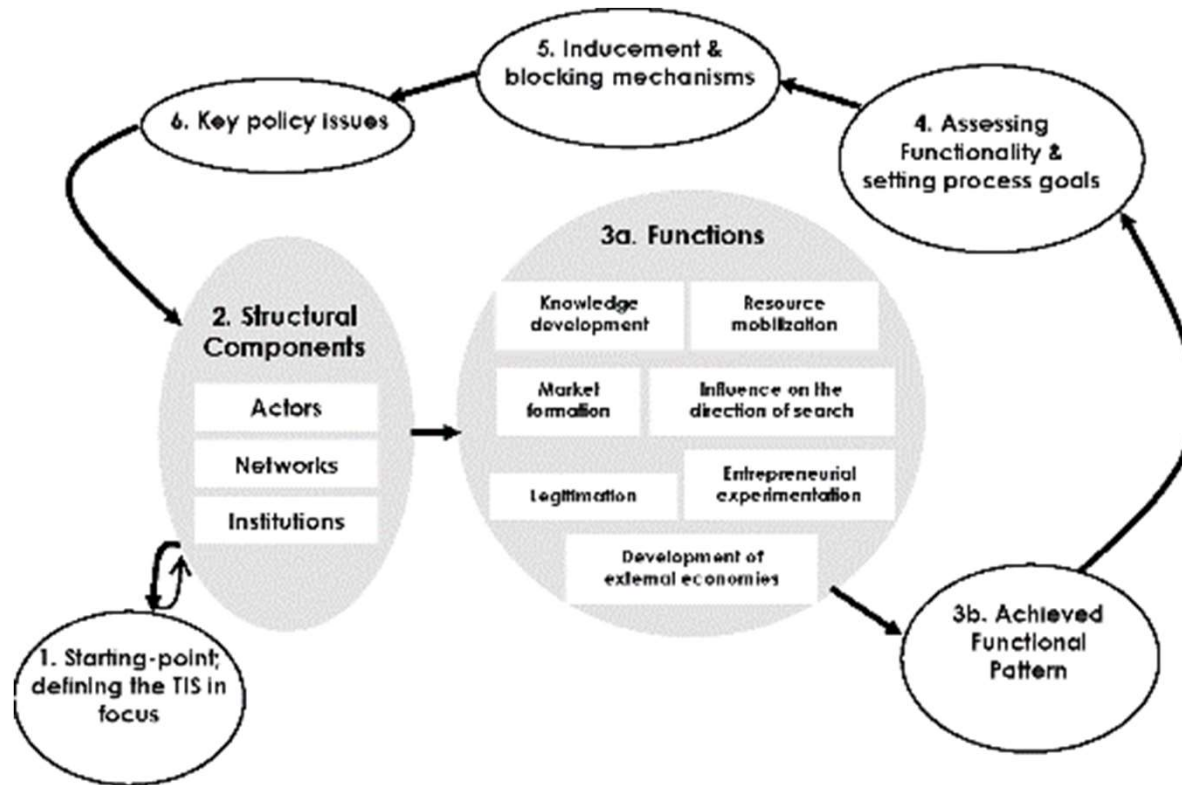 5. Inducement &
blocking mechanisms
6. Key policy issues
4. Assessing
Functionality &
setting process goals
3a. Functions
Knowledge
development
Resource
mobilization
2. Structural
Components
Market
formation
Influence on the
direction of search
Actors
Networks
Institutions
Legitimation
Entrepreneurial
experimentation
Development of
external economies
3b. Achieved
Functional
Pattern
1. Starting-point;
defining the TIS in
focus